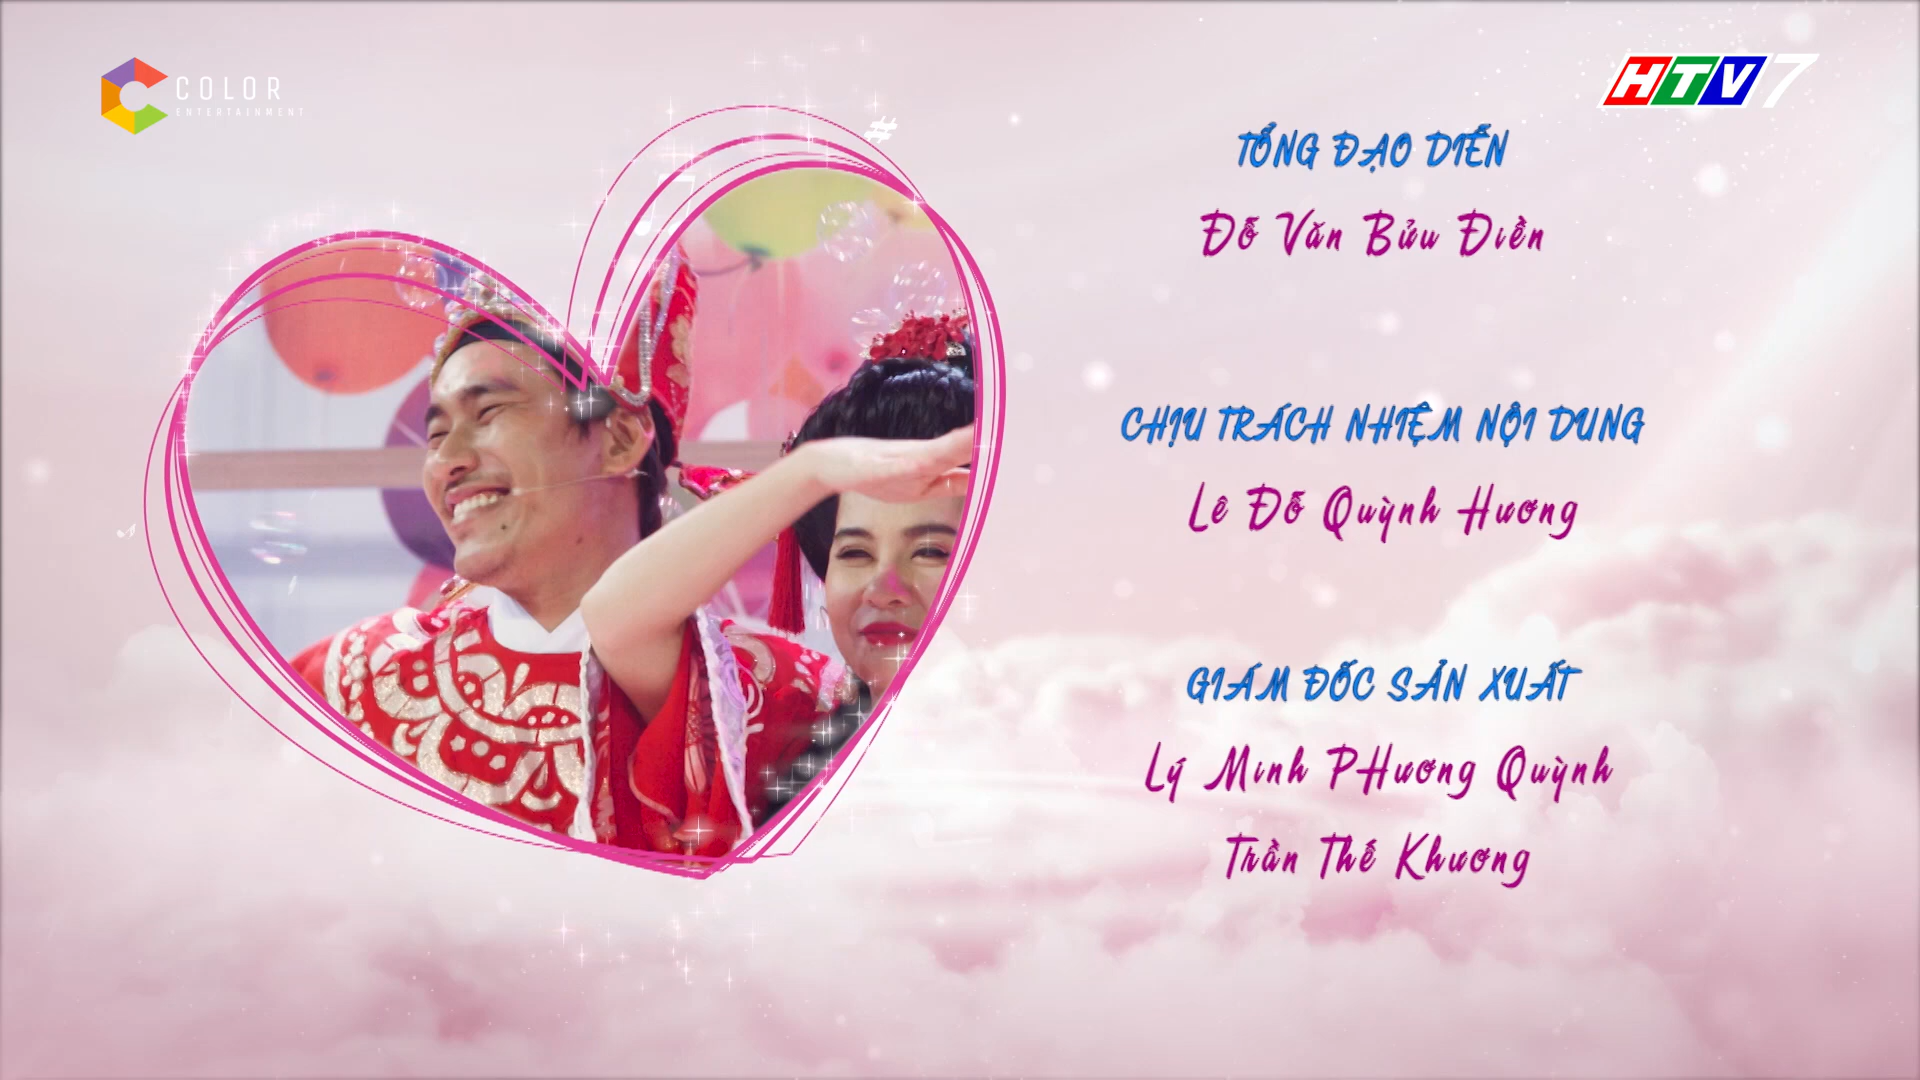 COLOR
ENTERTAINMENT
HTV7
TỔNG ĐẠO DIỄN
Đỗ Văn Bửu Điền
CHỊU TRÁCH NHIỆM NỘI DUNG
Lê Đỗ Quỳnh Hương
GIÁM ĐỐC SẢN XUẤT
Lý Minh PHương Quỳnh
Trần Thế Khương